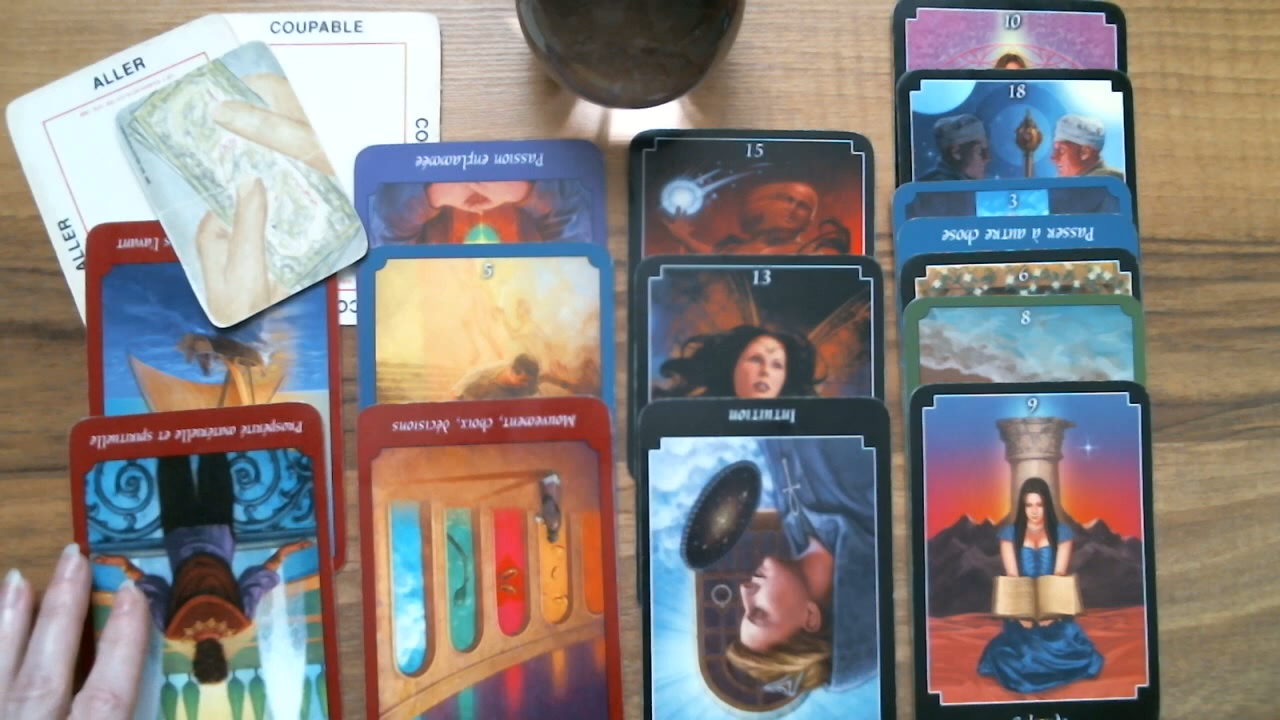 COUPABLE
ALLER
ALLER
CO
CO
10
18
15
3
Passion enflammée
Passer à autre chose
s l'avant
5
13
6
8
9
Prospérité matérielle et spirituelle
Mouvement, choix, décisions
Intuition